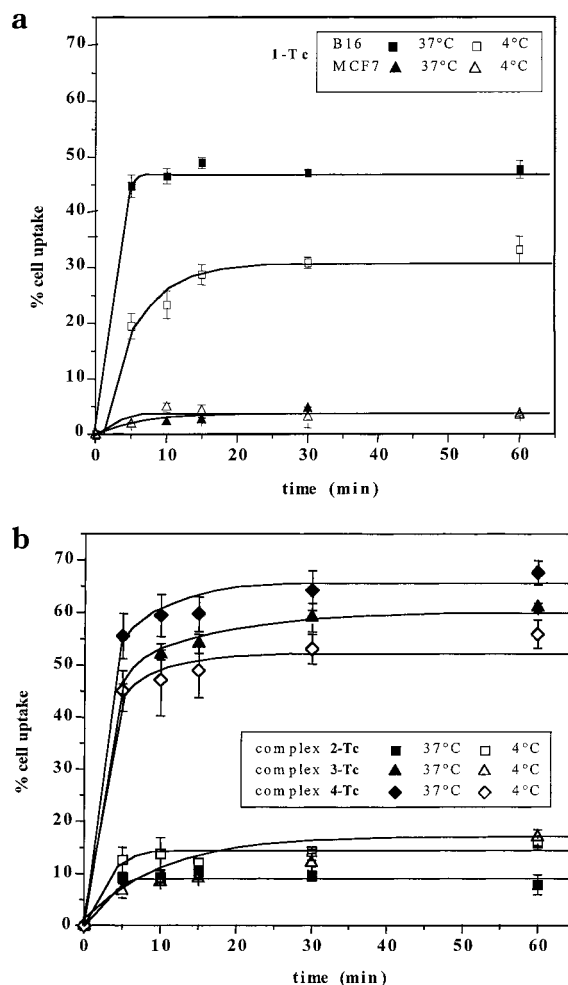 a
1-Tc
B16 37°C 4°C
MCF7 37°C 4°C
70
60
50
40
30
20
10
0
% cell uptake
0 10 20 30 40 50 60
time (min)
b
complex 2-Tc 37°C 4°C
complex 3-Tc 37°C 4°C
complex 4-Tc 37°C 4°C
70
60
50
40
30
20
10
0
% cell uptake
0 10 20 30 40 50 60
time (min)